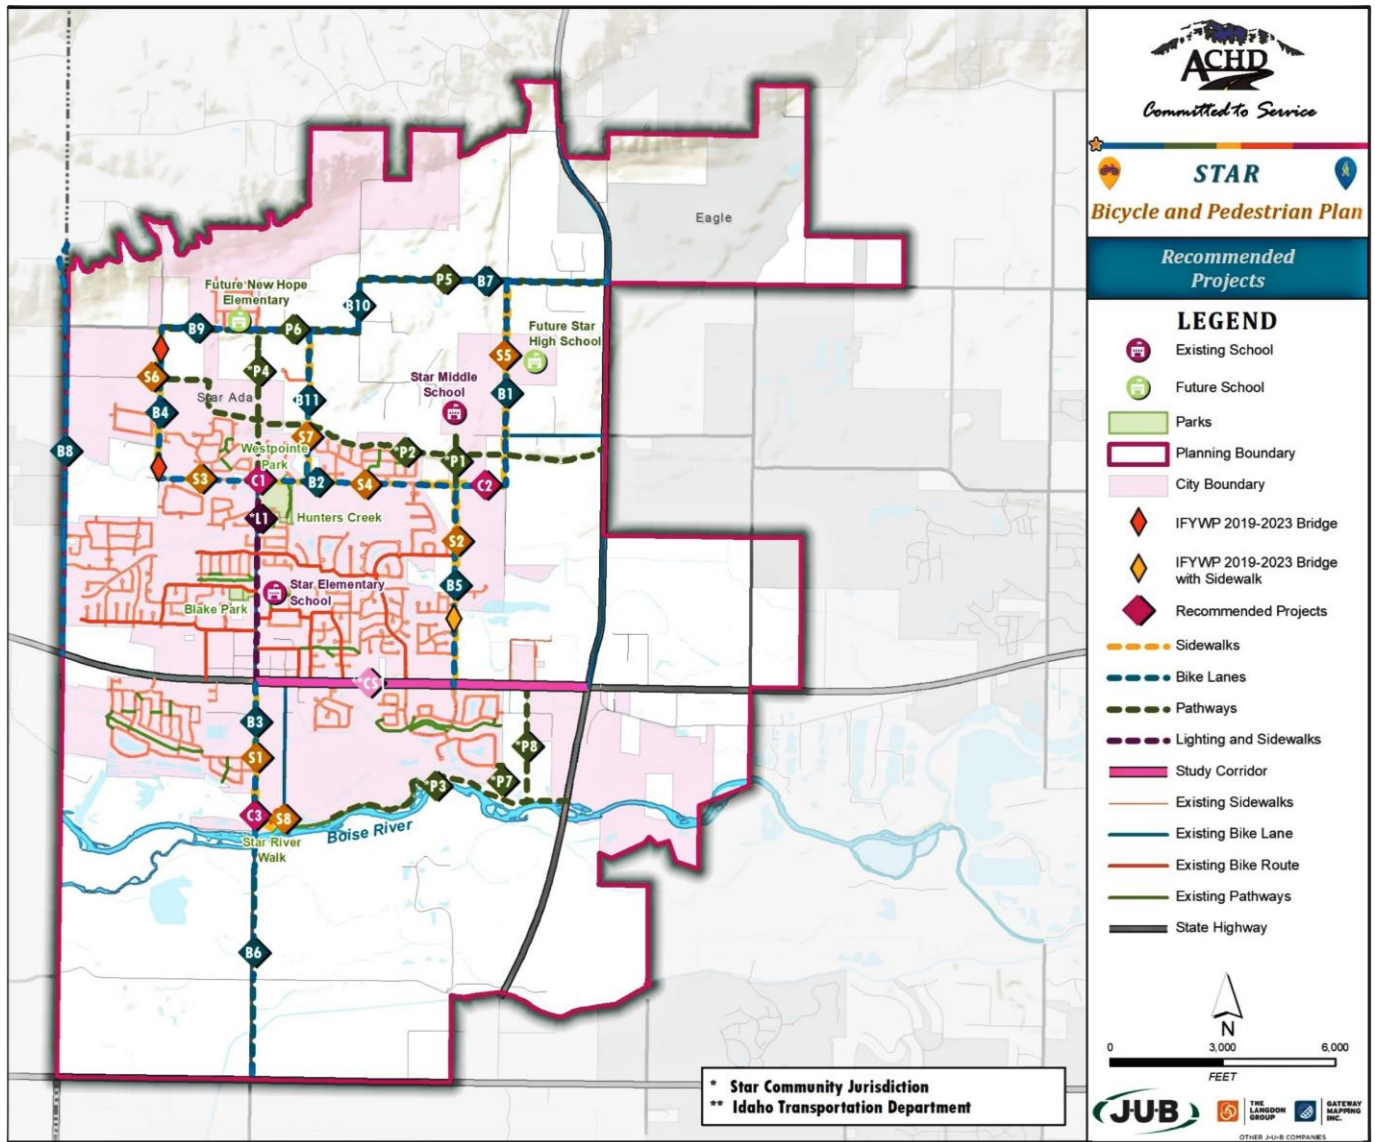 Eagle
Future New Hope
Elementary
P5
B7
B10
B9
P6
Future Star
High School
S5
*P4
S6
Star Middle
School
Star Ada
B11
B1
B4
S7
B8
Westpointe
Park
*P2
*P1
S3
C1
B2
S4
C2
*L1
Hunters Creek
S2
Star Elementary
School
B5
Blake Park
**CS
B3
*P8
S1
*P7
*P3
C3
S8
Boise River
Star River
Walk
B6
* Star Community Jurisdiction
** Idaho Transportation Department
ACHD
Committed to Service
STAR
Bicycle and Pedestrian Plan
Recommended
Projects
LEGEND
Existing School
Future School
Parks
Planning Boundary
City Boundary
IFYWP 2019-2023 Bridge
IFYWP 2019-2023 Bridge
with Sidewalk
Recommended Projects
Sidewalks
Bike Lanes
Pathways
Lighting and Sidewalks
Study Corridor
Existing Sidewalks
Existing Bike Lane
Existing Bike Route
Existing Pathways
State Highway
N
0 3,000 6,000
FEET
J-U-B
THE
LANGDON
GROUP
GATEWAY
MAPPING
INC.
OTHER J-U-B COMPANIES